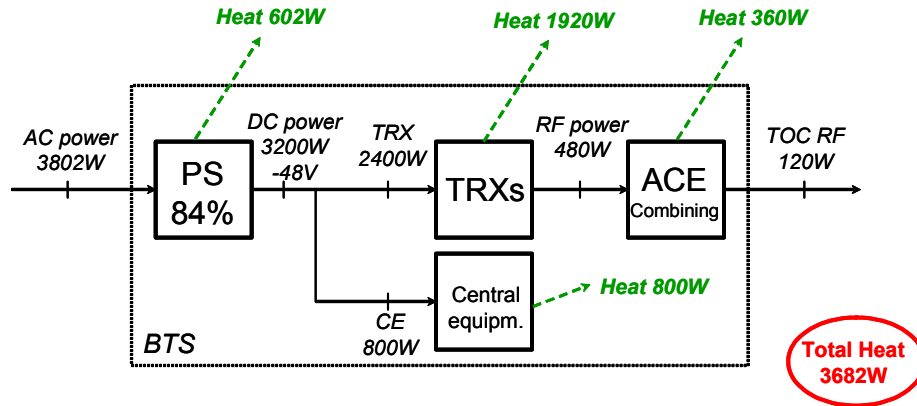 Heat 602W
Heat 1920W
Heat 360W
AC power
3802W
DC power
3200W
-48V
TRX
2400W
RF power
480W
TOC RF
120W
PS
84%
TRXs
ACE
Combining
Central
equipm.
Heat 800W
CE
800W
BTS
Total Heat
3682W